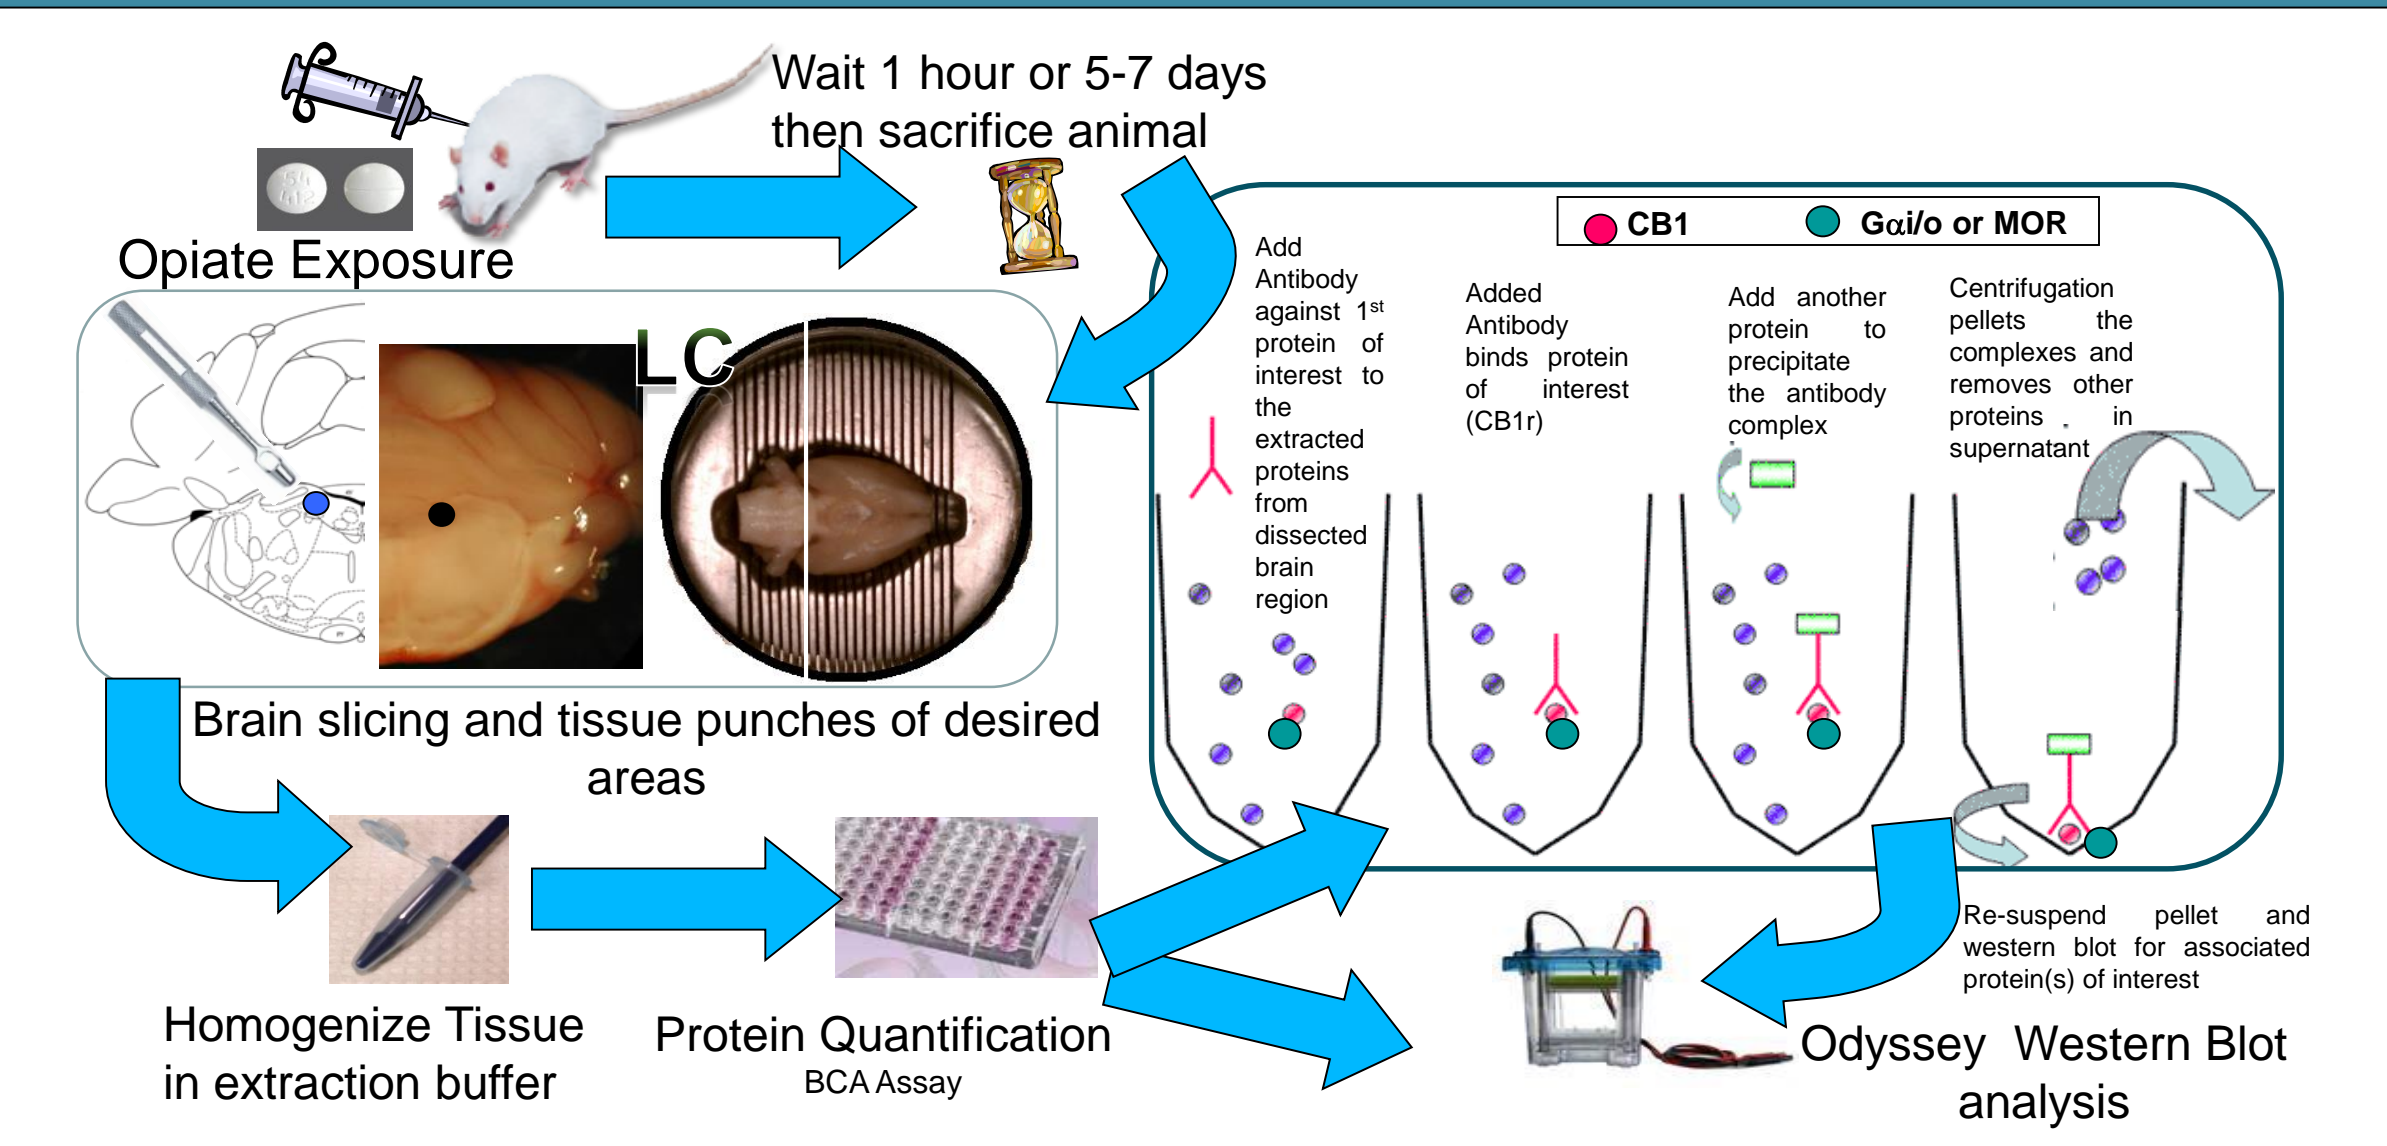 Wait 1 hour or 5-7 days
then sacrifice animal
54
412
Opiate Exposure
LC
Brain slicing and tissue punches of desired
areas
Homogenize Tissue
in extraction buffer
Protein Quantification
BCA Assay
CB1
Gαi/o or MOR
Add
Antibody
against 1st
protein of
interest to
the
extracted
proteins
from
dissected
brain
region
Added
Antibody
binds protein
of interest
(CB1r)
Add another
protein to
precipitate
the antibody
complex
Centrifugation
pellets the
complexes and
removes other
proteins in
supernatant
Re-suspend pellet and
western blot for associated
protein(s) of interest
Odyssey Western Blot
analysis